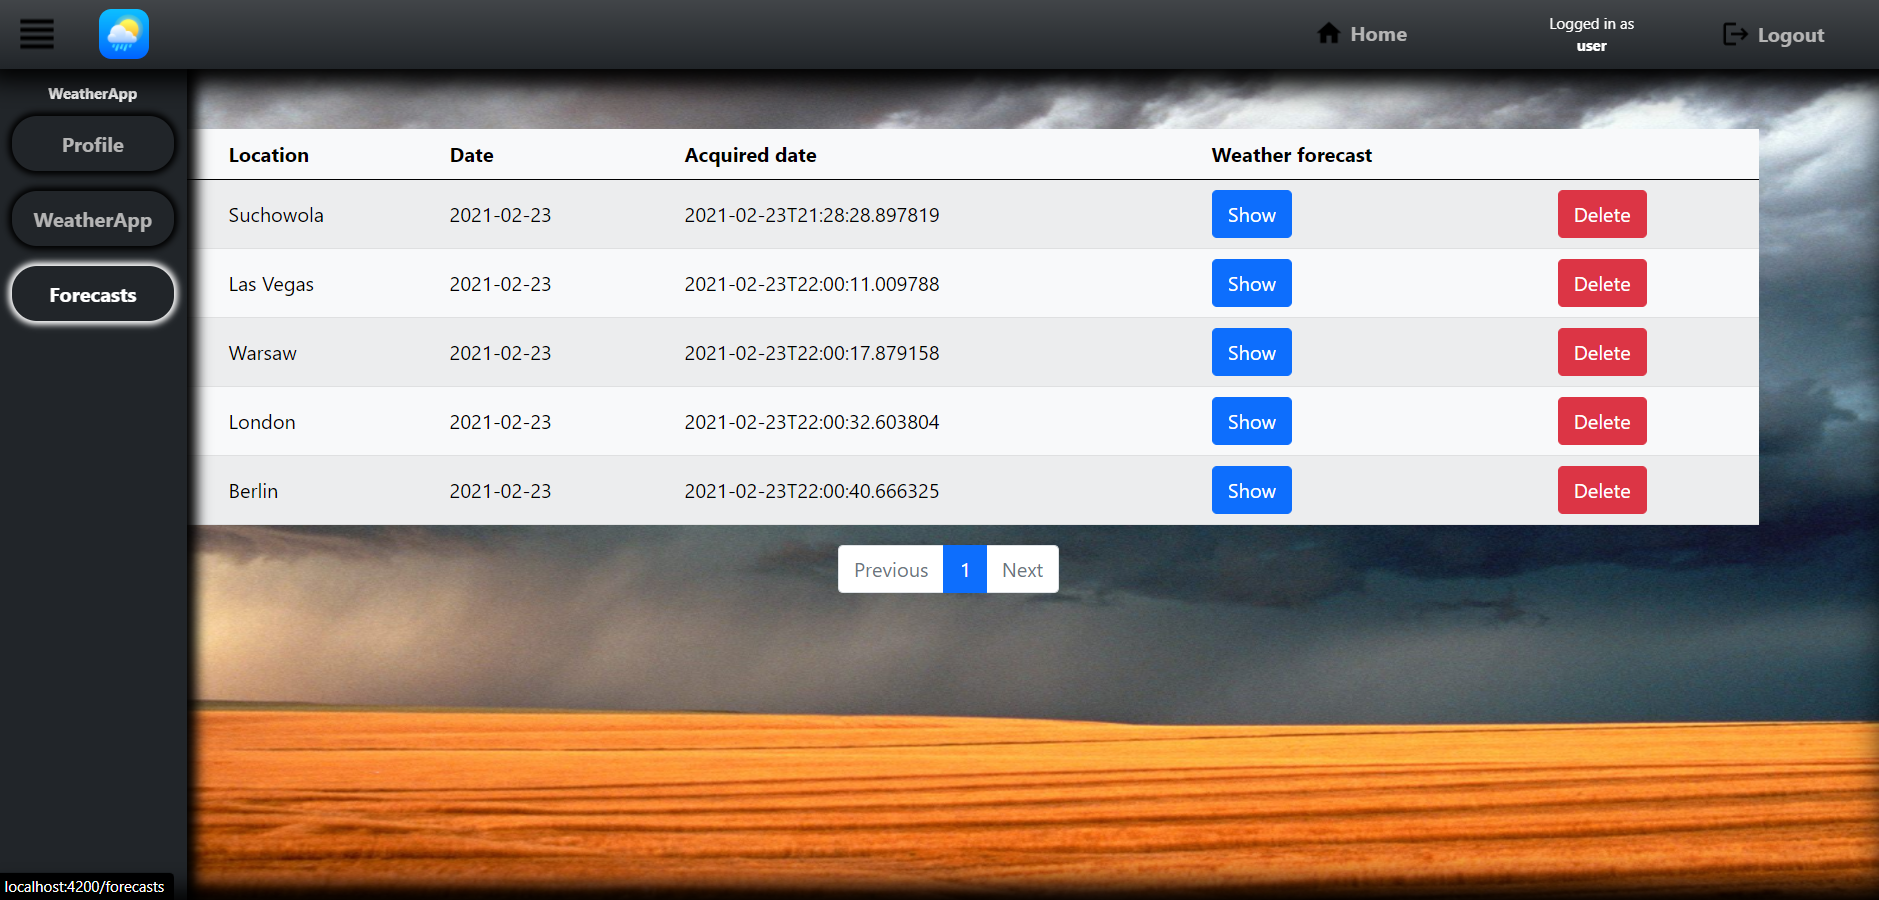 Home
Logged in as
user
Logout
WeatherApp
Profile
WeatherApp
Forecasts
Location Date Acquired date Weather forecast
Suchowola 2021-02-23 2021-02-23T21:28:28.897819 Show Delete
Las Vegas 2021-02-23 2021-02-23T22:00:11.009788 Show Delete
Warsaw 2021-02-23 2021-02-23T22:00:17.879158 Show Delete
London 2021-02-23 2021-02-23T22:00:32.603804 Show Delete
Berlin 2021-02-23 2021-02-23T22:00:40.666325 Show Delete
Previous 1 Next
localhost:4200/forecasts